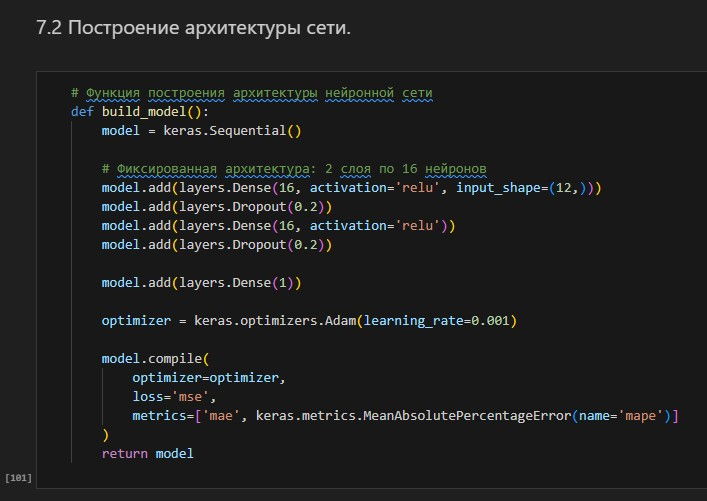 7.2 Построение архитектуры сети.
# Функция построения архитектуры нейронной сети
def build_model():
    model = keras.Sequential()
    # Фиксированная архитектура: 2 слоя по 16 нейронов
    model.add(layers.Dense(16, activation='relu', input_shape=(12,)))
    model.add(layers.Dropout(0.2))
    model.add(layers.Dense(16, activation='relu'))
    model.add(layers.Dropout(0.2))
    model.add(layers.Dense(1))
    optimizer = keras.optimizers.Adam(learning_rate=0.001)
    model.compile(
        optimizer=optimizer,
        loss='mse',
        metrics=['mae', keras.metrics.MeanAbsolutePercentageError(name='mape')]
    )
    return model
[101]